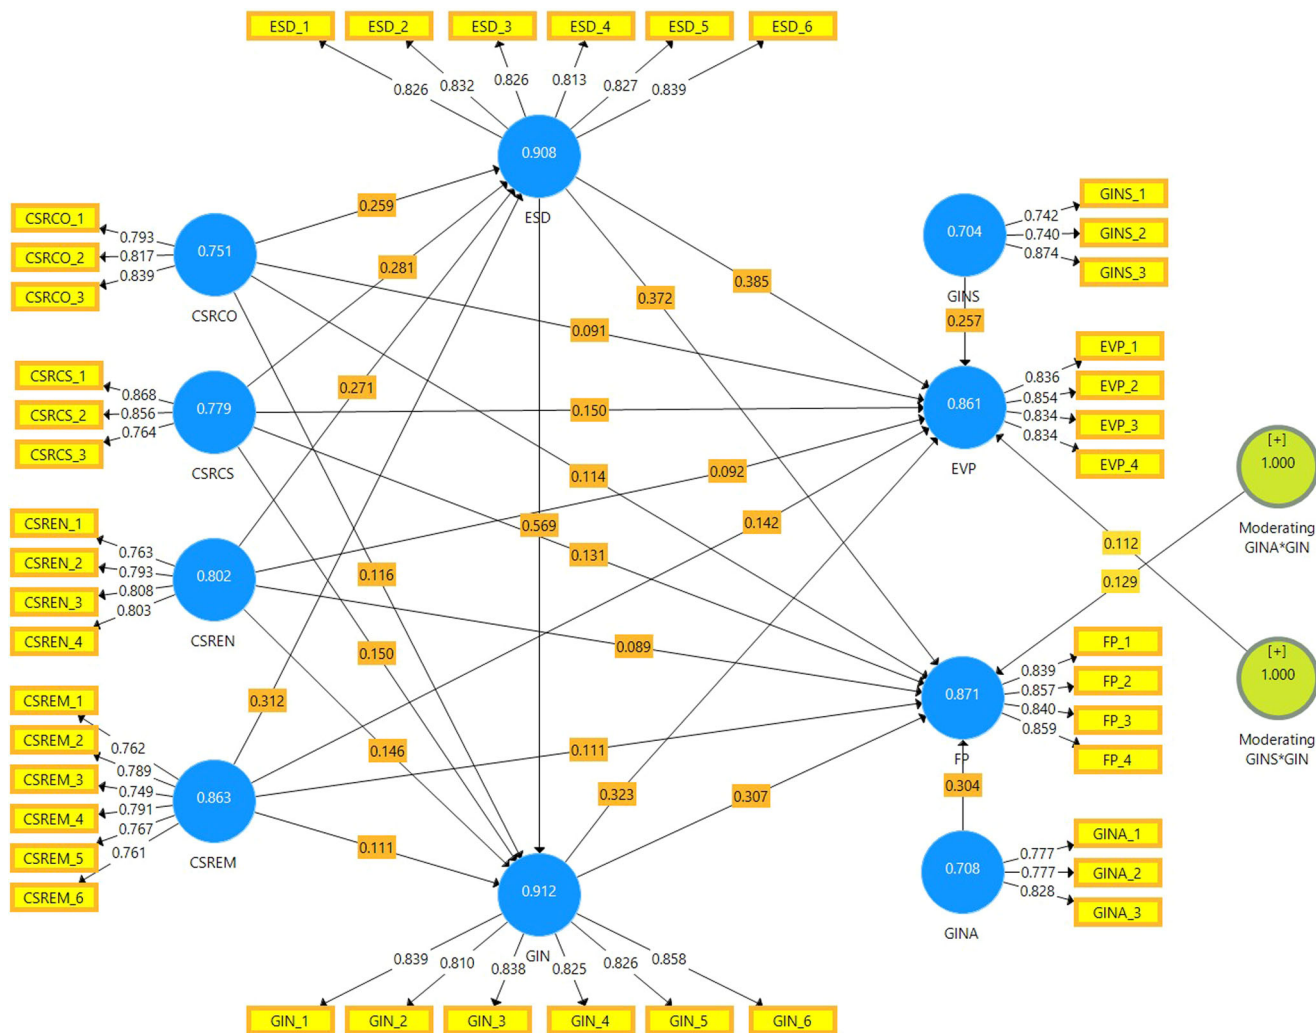 ESD_1
ESD_2
ESD_3
ESD_4
ESD_5
ESD_6
0.826
0.832
0.826
0.813
0.827
0.839
0.908
ESD
CSRCO_1
CSRCO_2
CSRCO_3
0.793
0.817
0.839
0.751
CSRCO
0.259
0.281
0.271
0.312
0.091
0.372
0.385
GINS_1
GINS_2
GINS_3
0.742
0.740
0.874
0.704
GINS
0.257
CSRCS_1
CSRCS_2
CSRCS_3
0.868
0.856
0.764
0.779
CSRCS
0.150
EVP_1
EVP_2
EVP_3
EVP_4
0.836
0.854
0.834
0.834
0.861
EVP
[+]
1.000
Moderating
GINA*GIN
0.092
0.114
0.142
0.569
0.131
0.116
0.112
0.129
CSREN_1
CSREN_2
CSREN_3
CSREN_4
0.763
0.793
0.808
0.803
0.802
CSREN
0.150
0.089
FP_1
FP_2
FP_3
FP_4
0.839
0.857
0.840
0.859
0.871
FP
[+]
1.000
Moderating
GINS*GIN
CSREM_1
CSREM_2
CSREM_3
CSREM_4
CSREM_5
CSREM_6
0.762
0.789
0.749
0.791
0.767
0.761
0.863
CSREM
0.146
0.111
0.323
0.307
0.304
0.111
GINA_1
GINA_2
GINA_3
0.777
0.777
0.828
0.708
GINA
0.912
GIN
0.839
0.810
0.838
0.825
0.826
0.858
GIN_1
GIN_2
GIN_3
GIN_4
GIN_5
GIN_6